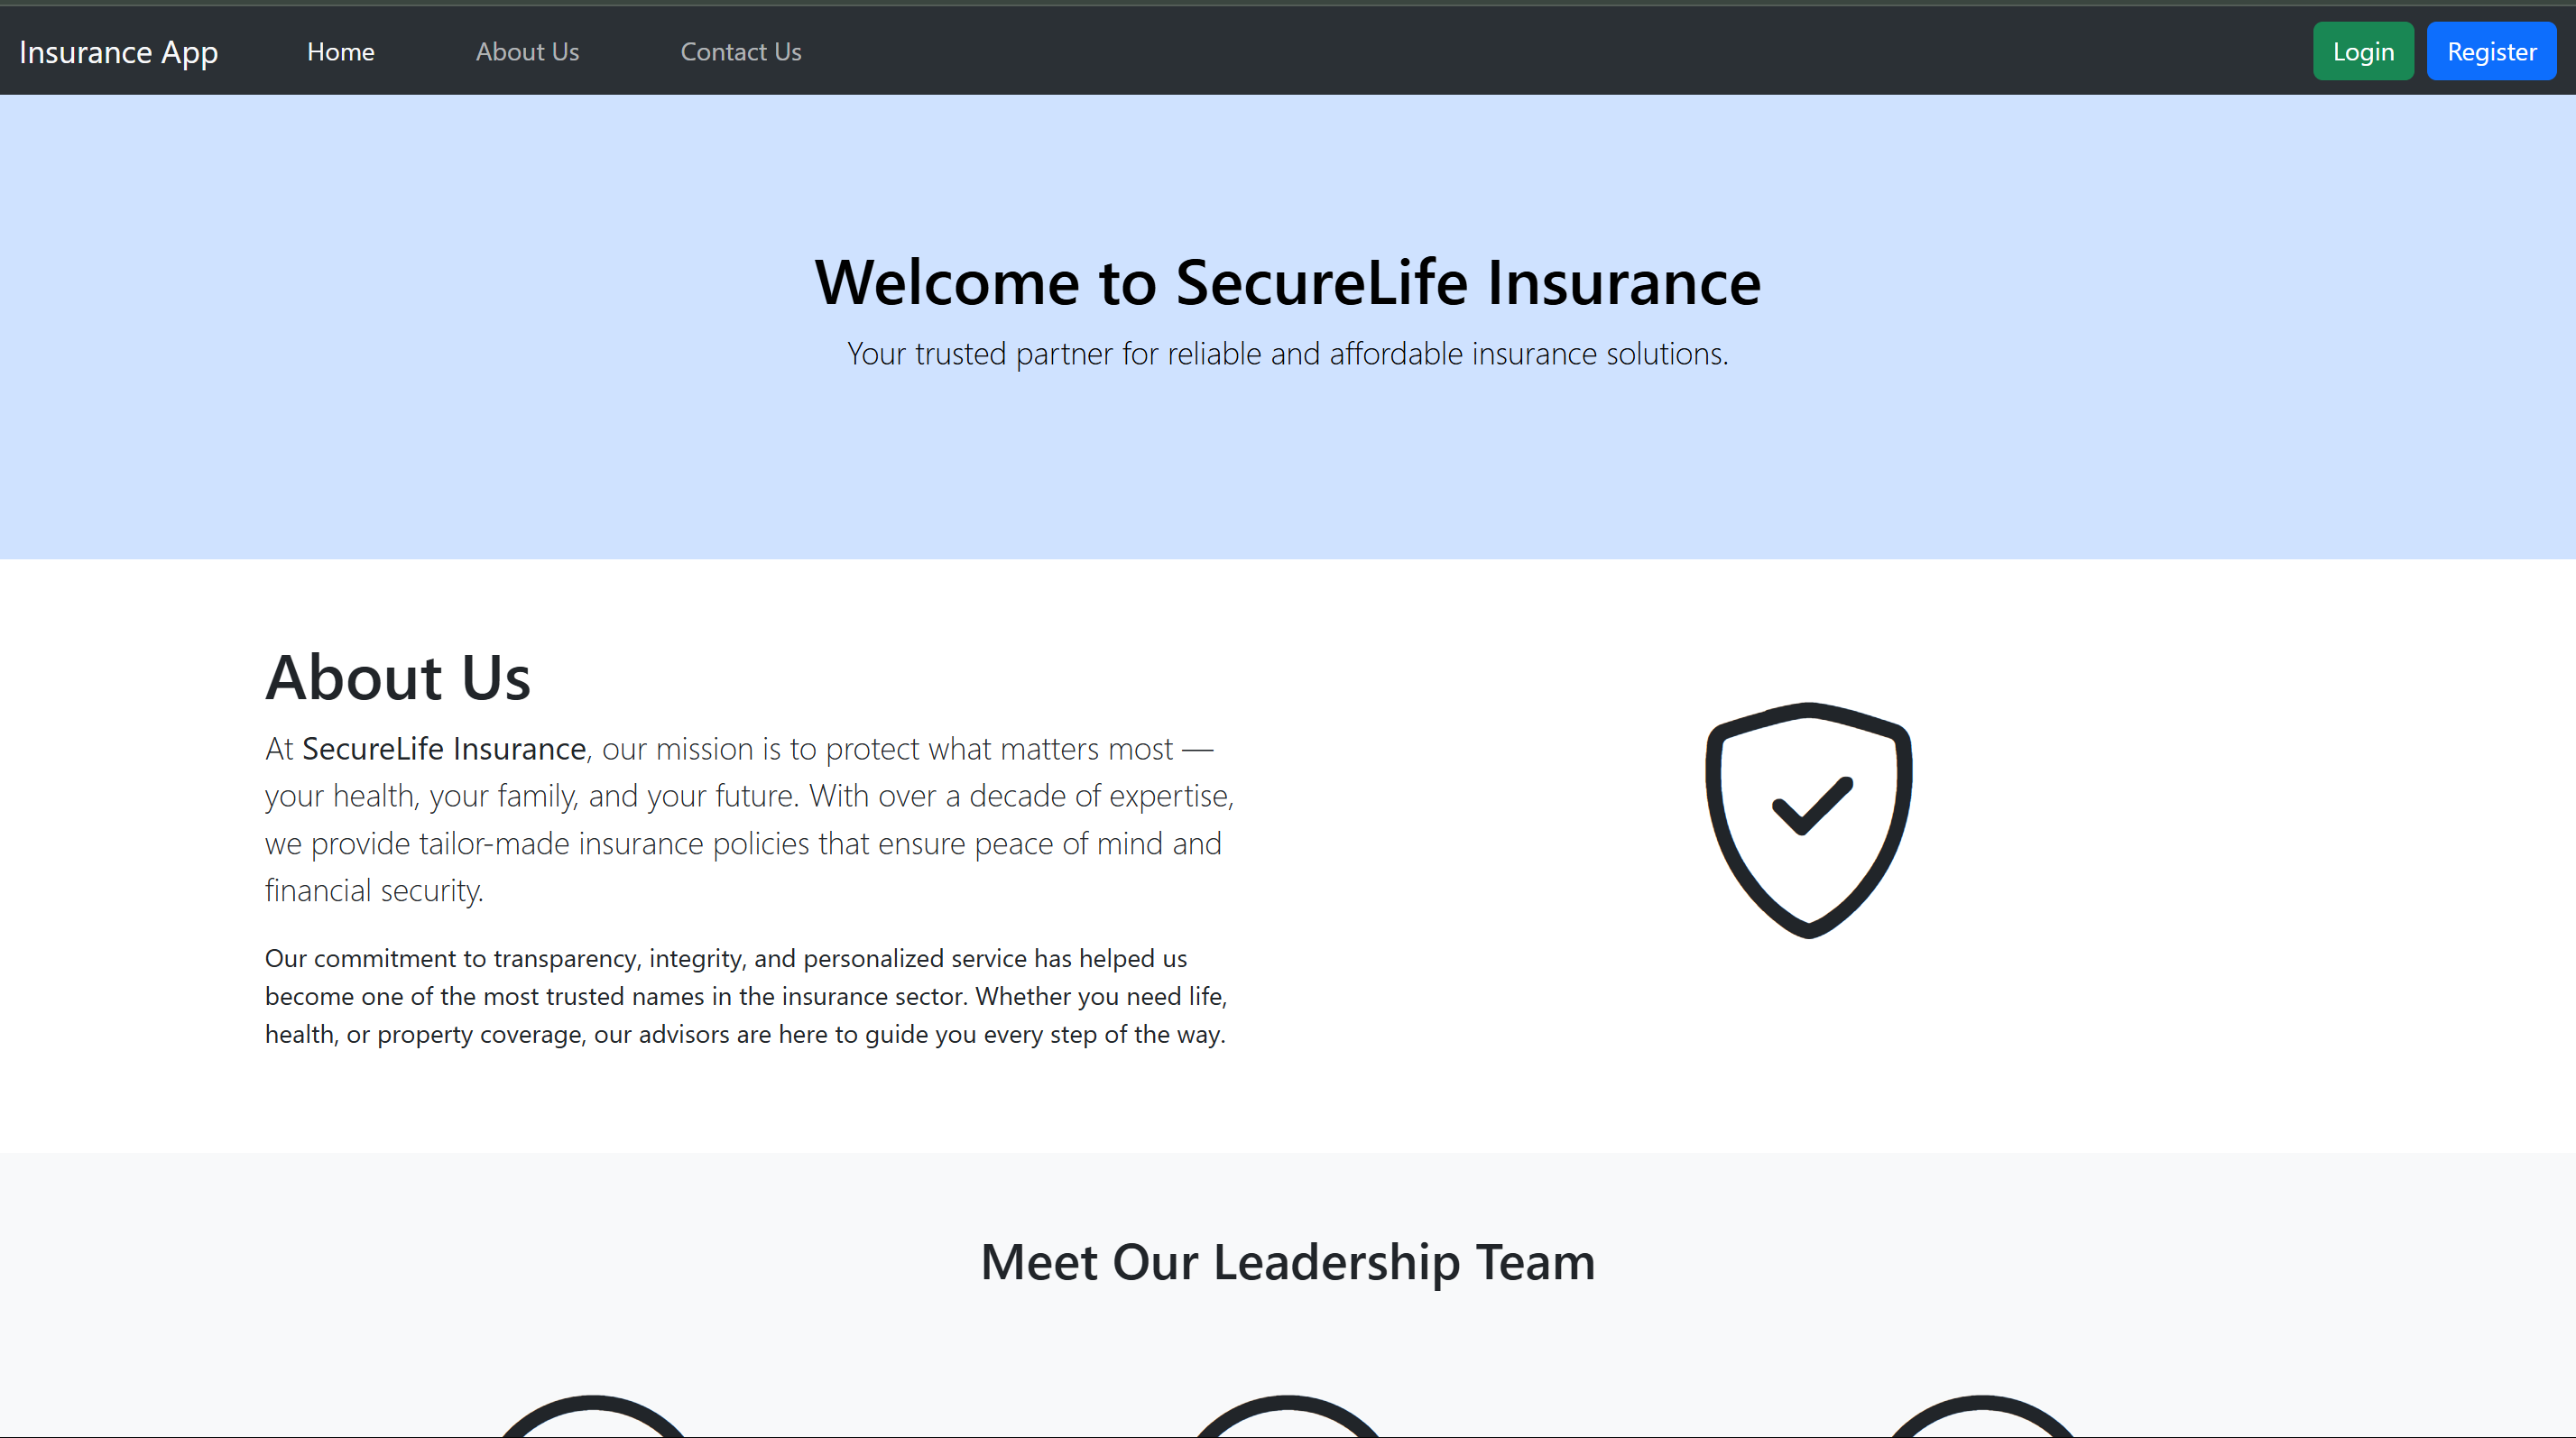 Insurance App
Home
About Us
Contact Us
Login
Register
Welcome to SecureLife Insurance
Your trusted partner for reliable and affordable insurance solutions.
About Us
At SecureLife Insurance, our mission is to protect what matters most —
your health, your family, and your future. With over a decade of expertise,
we provide tailor-made insurance policies that ensure peace of mind and
financial security.
Our commitment to transparency, integrity, and personalized service has helped us
become one of the most trusted names in the insurance sector. Whether you need life,
health, or property coverage, our advisors are here to guide you every step of the way.
Meet Our Leadership Team